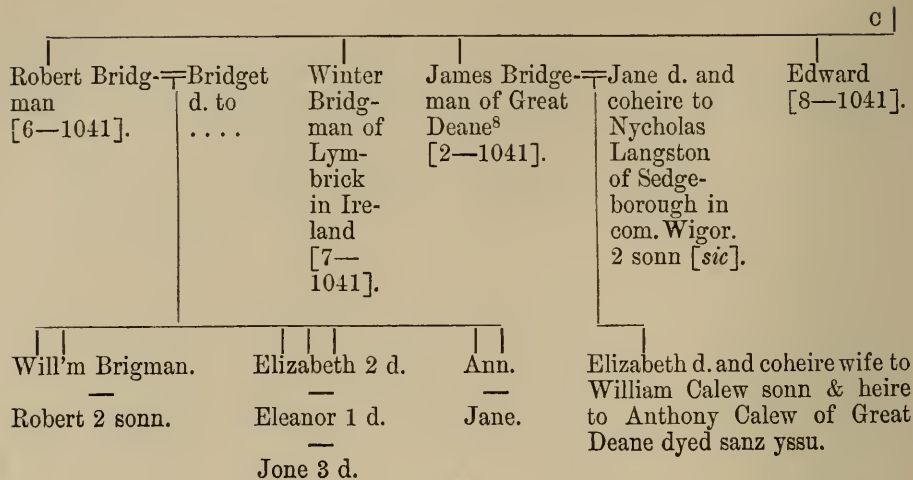 C
Robert Bridg-
man
[6—1041].
Bridget
d. to
. . . .
Winter
Bridg-
man of
Lym-
brick
in Ire-
land
[7—
1041].
James Bridge-
man of Great
Deane⁸
[2—1041].
Jane d. and
coheire to
Nycholas
Langston
of Sedge-
borough in
com. Wigor.
2 sonn [sic].
Edward
[8—1041].
Will'm Brigman.
Robert 2 sonn.
Elizabeth 2 d.
Eleanor 1 d.
Jone 3 d.
Ann.
Jane.
Elizabeth d. and coheire wife to
William Calew sonn & heire
to Anthony Calew of Great
Deane dyed sanz yssu.